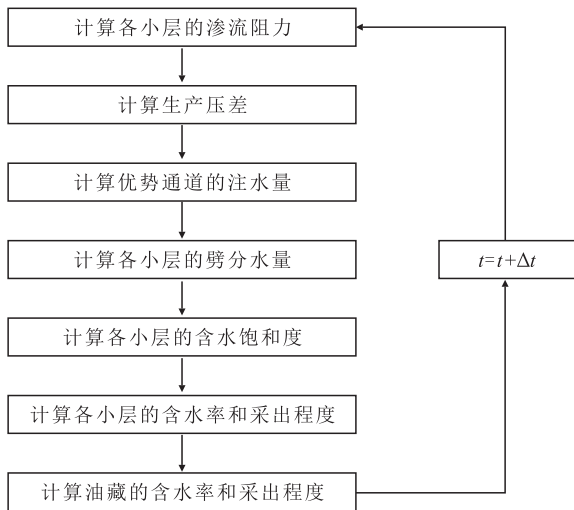 计算各小层的渗流阻力
计算生产压差
计算优势通道的注水量
计算各小层的劈分水量
t=t+Δt
计算各小层的含水饱和度
计算各小层的含水率和采出程度
计算油藏的含水率和采出程度